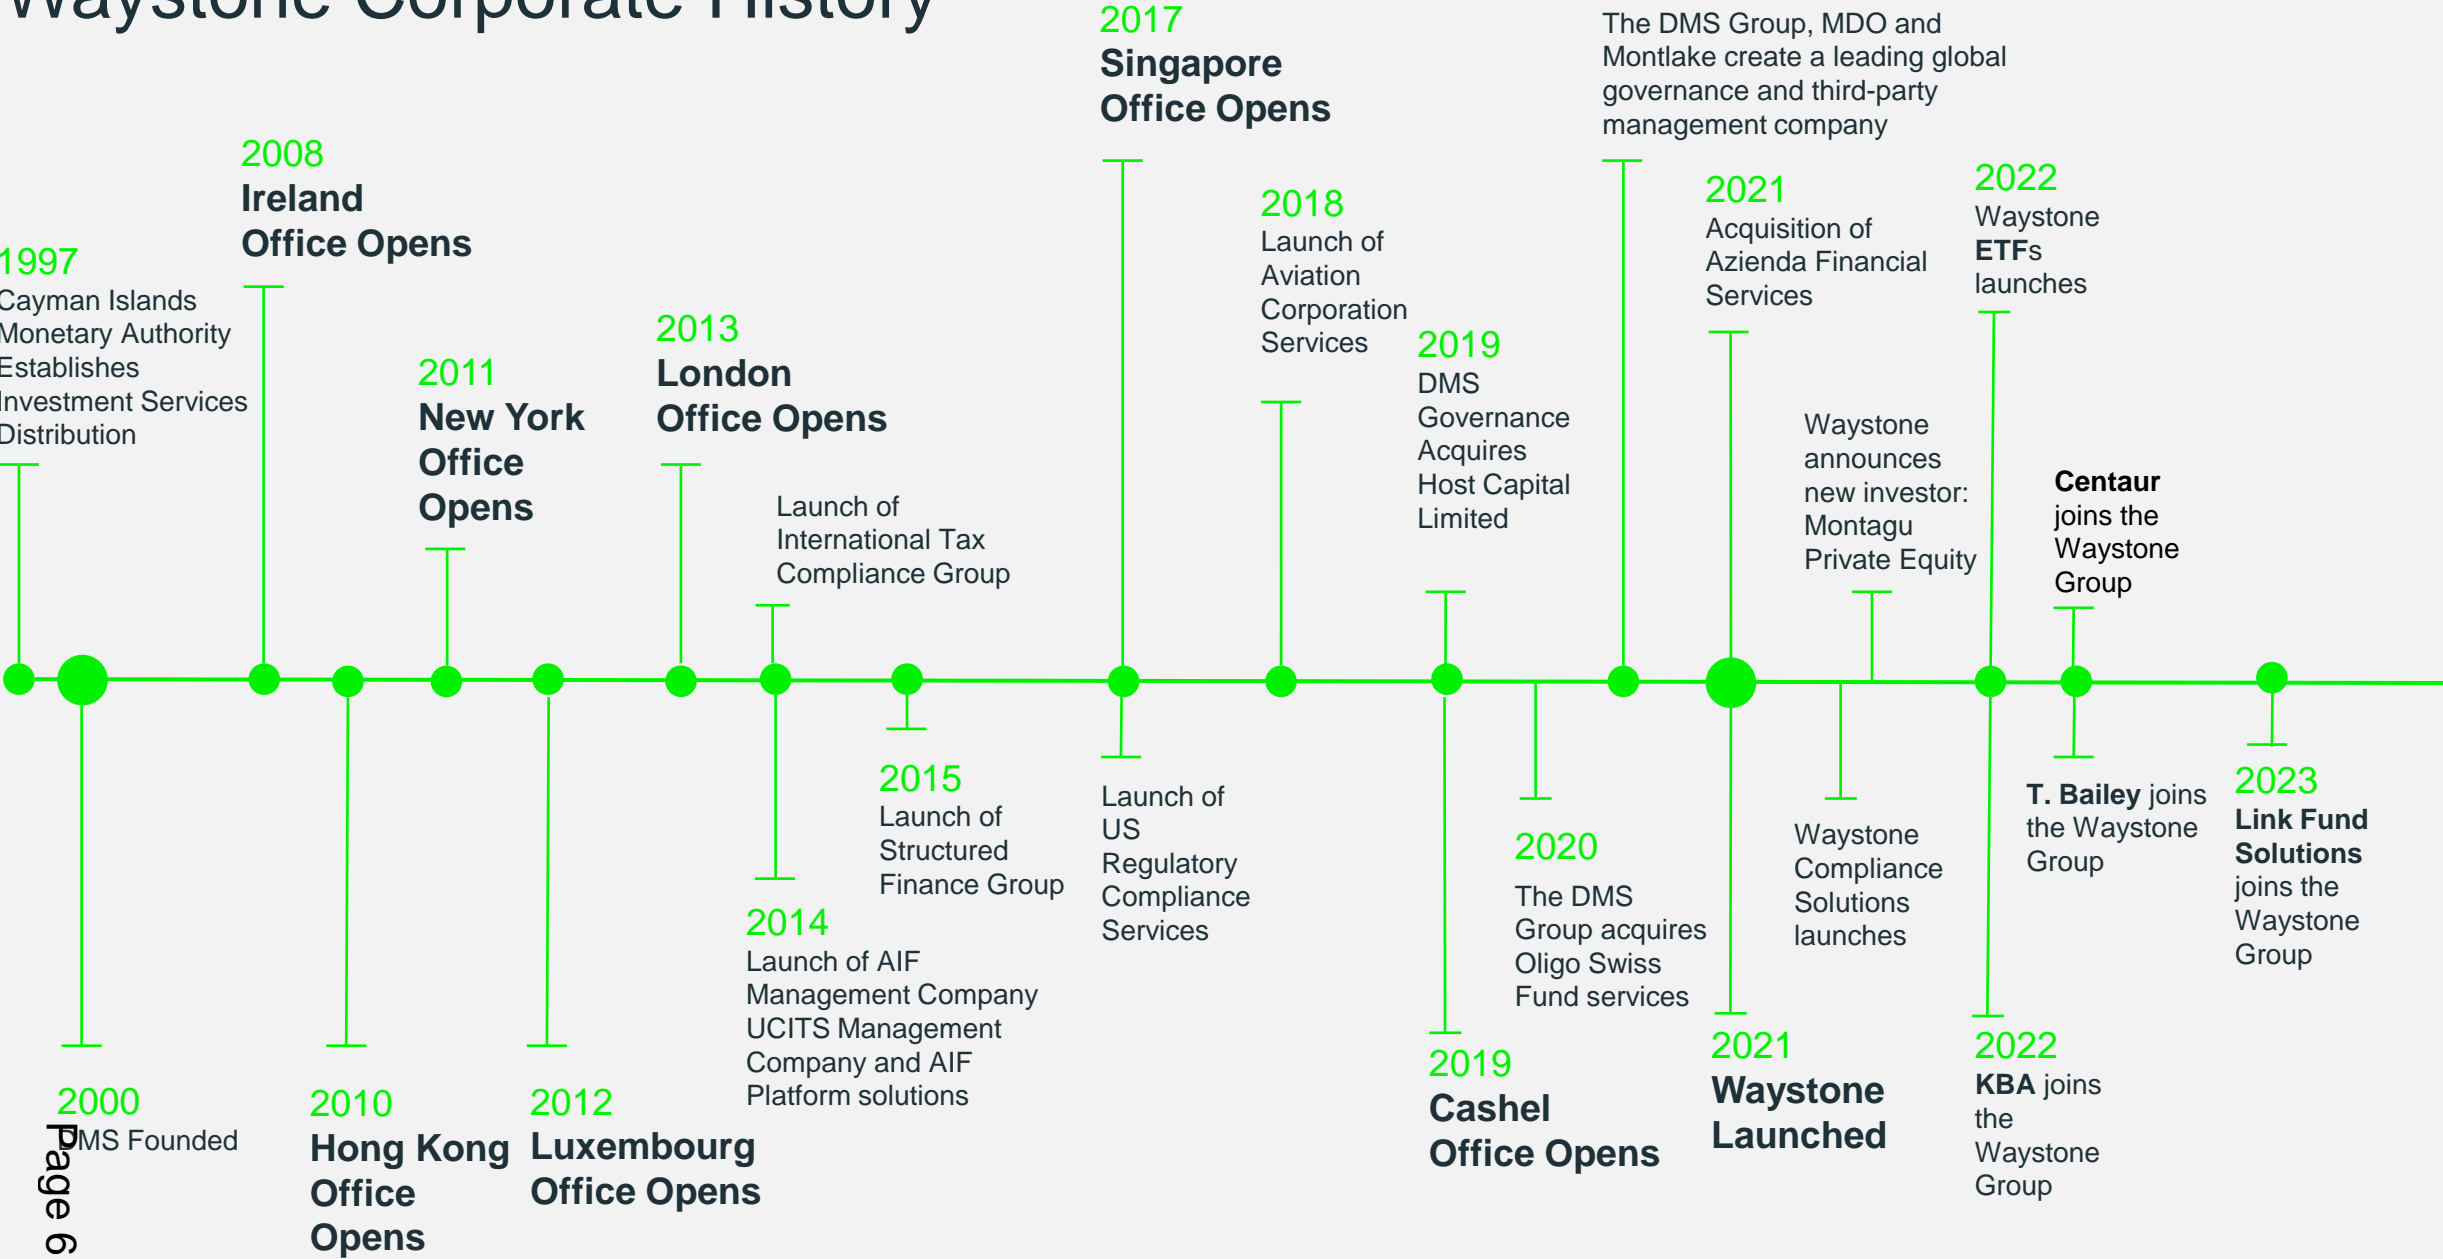 Waystone Corporate History
1997
Cayman Islands
Monetary Authority
Establishes
Investment Services
Distribution
2008
Ireland
Office Opens
2011
New York
Office
Opens
2013
London
Office Opens
Launch of
International Tax
Compliance Group
2017
Singapore
Office Opens
2018
Launch of
Aviation
Corporation
Services
2019
DMS
Governance
Acquires
Host Capital
Limited
The DMS Group, MDO and
Montlake create a leading global
governance and third-party
management company
2021
Acquisition of
Azienda Financial
Services
Waystone
announces
new investor:
Montagu
Private Equity
2022
Waystone
ETFs
launches
Centaur
joins the
Waystone
Group
2000
DMS Founded
2010
Hong Kong
Office
Opens
2012
Luxembourg
Office Opens
2014
Launch of AIF
Management Company
UCITS Management
Company and AIF
Platform solutions
2015
Launch of
Structured
Finance Group
Launch of
US
Regulatory
Compliance
Services
2019
Cashel
Office Opens
2020
The DMS
Group acquires
Oligo Swiss
Fund services
2021
Waystone
Launched
Waystone
Compliance
Solutions
launches
2022
KBA joins
the
Waystone
Group
T. Bailey joins
the Waystone
Group
2023
Link Fund
Solutions
joins the
Waystone
Group
Page 6